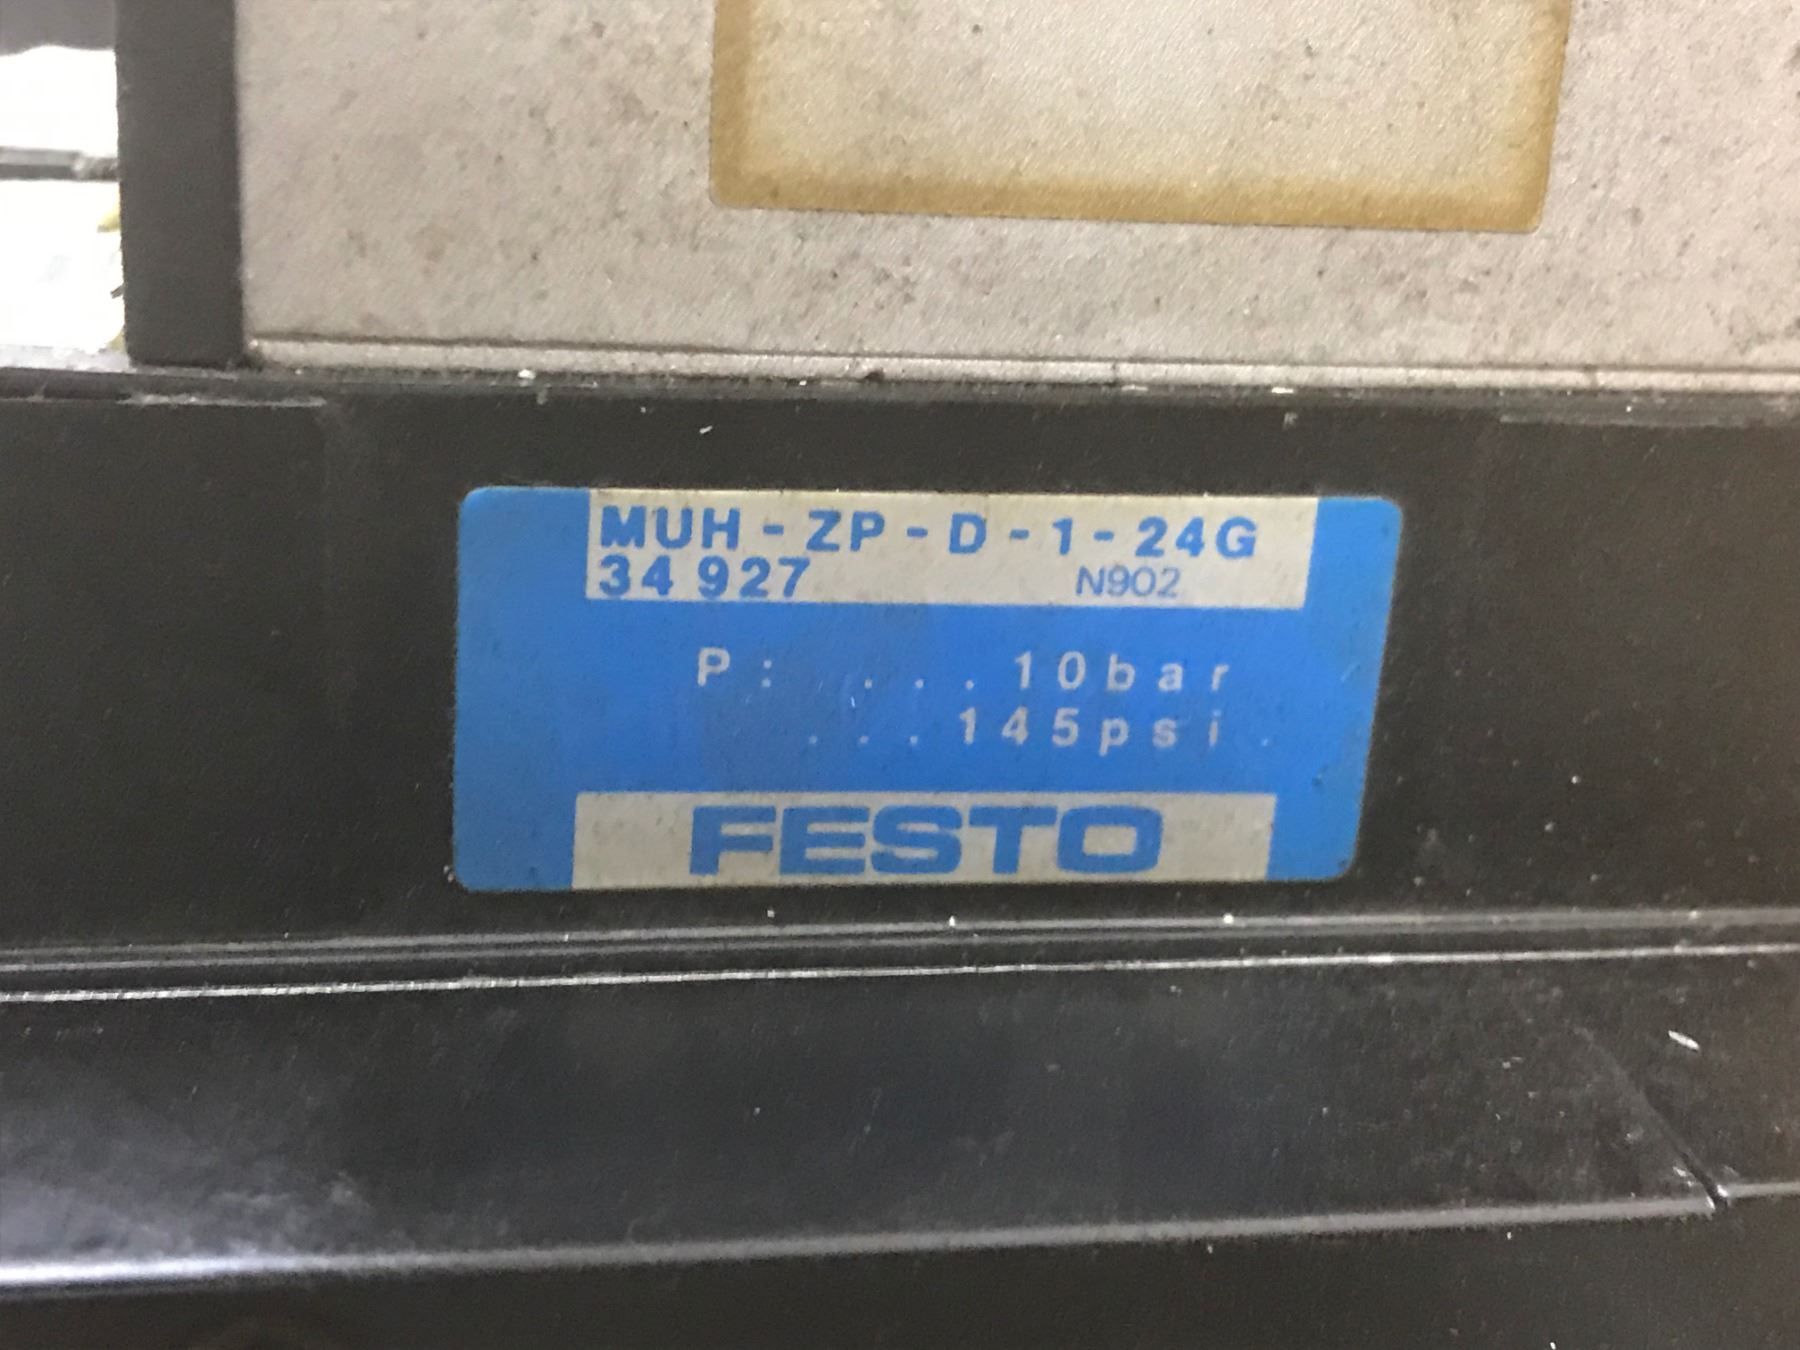 MUH-ZP-D-1-24G
34 927 N902
P: ...10bar
...145psi.
FESTO